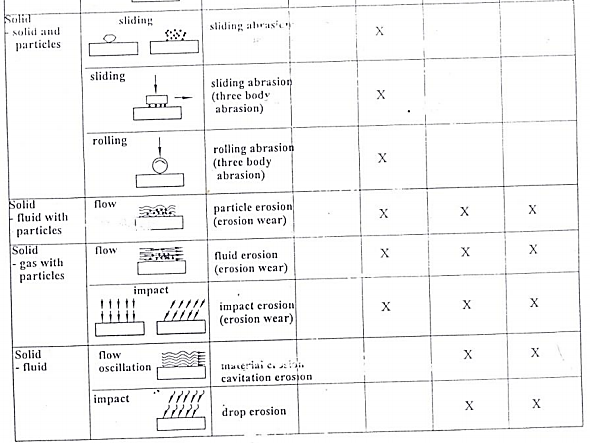 Solid
- solid and
particles
sliding
sliding abrasion
X
sliding
sliding abrasion
(three body
abrasion)
X
rolling
rolling abrasion
(three body
abrasion)
X
Solid
- fluid with
particles
flow
particle erosion
(erosion wear)
X X X
Solid
- gas with
particles
flow
fluid erosion
(erosion wear)
X X X
impact
impact erosion
(erosion wear)
X X X
Solid
- fluid
flow
oscillation
material
cavitation erosion
X X
impact
drop erosion
X X